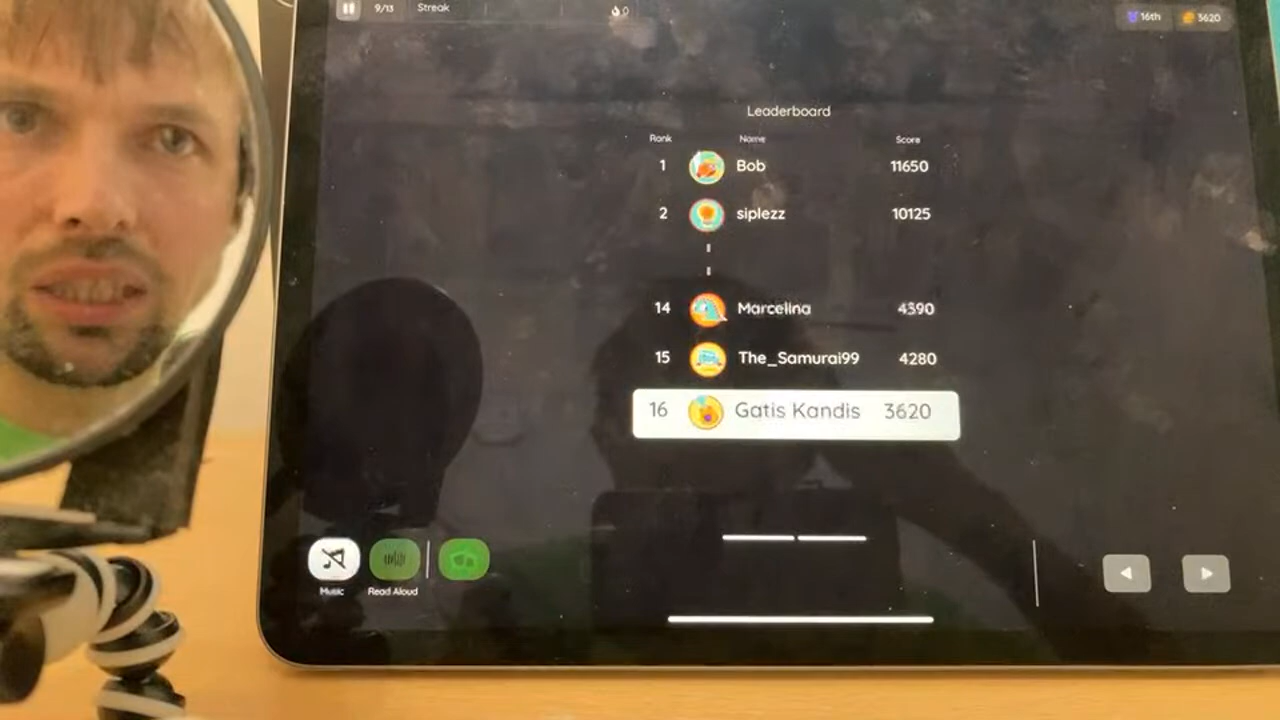 9/13 Streak 0 16th 3620
Leaderboard
Rank Name Score
1 Bob 11650
2 siplezz 10125
14 Marcelina 4390
15 The_Samurai99 4280
16 Gatis Kandis 3620
Music Read Aloud